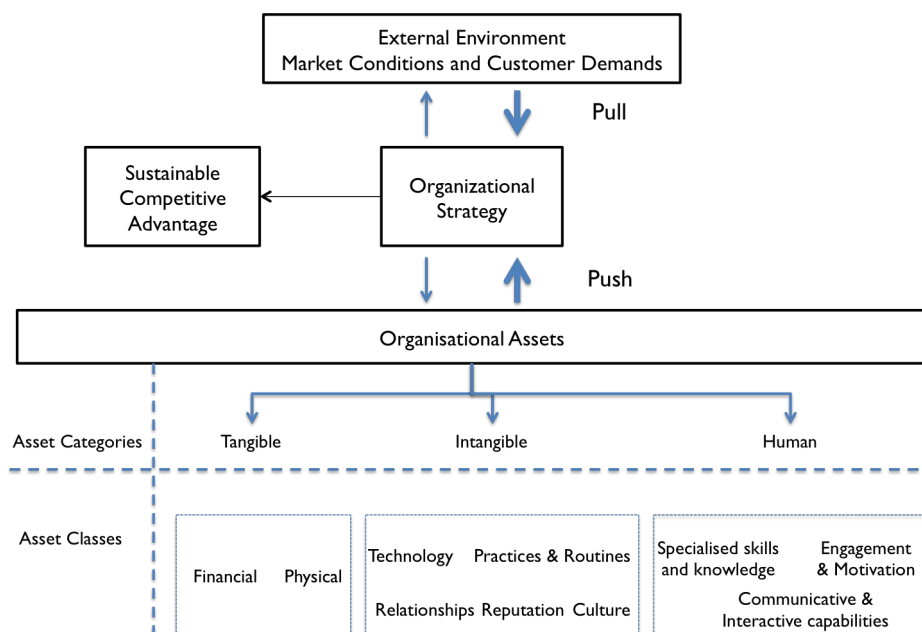 External Environment
Market Conditions and Customer Demands
Pull
Sustainable
Competitive
Advantage
Organizational
Strategy
Push
Organisational Assets
Asset Categories
Tangible
Intangible
Human
Asset Classes
Financial Physical
Technology Practices & Routines
Relationships Reputation Culture
Specialised skills
and knowledge
Engagement
& Motivation
Communicative &
Interactive capabilities